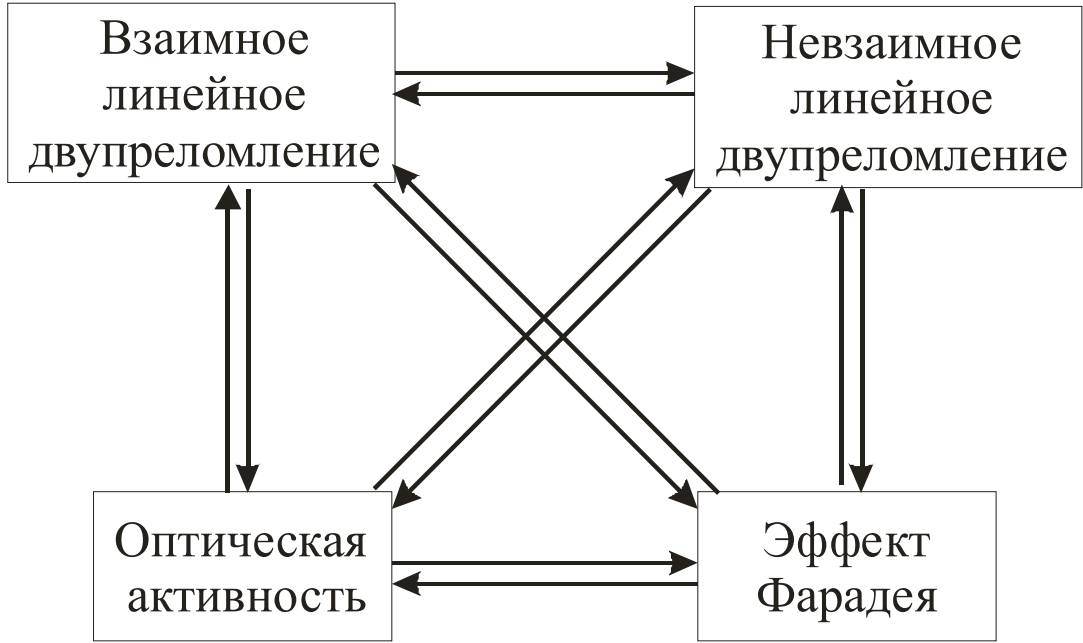 Взаимное
линейное
двупреломление
Невзаимное
линейное
двупреломление
Оптическая
активность
Эффект
Фарадея